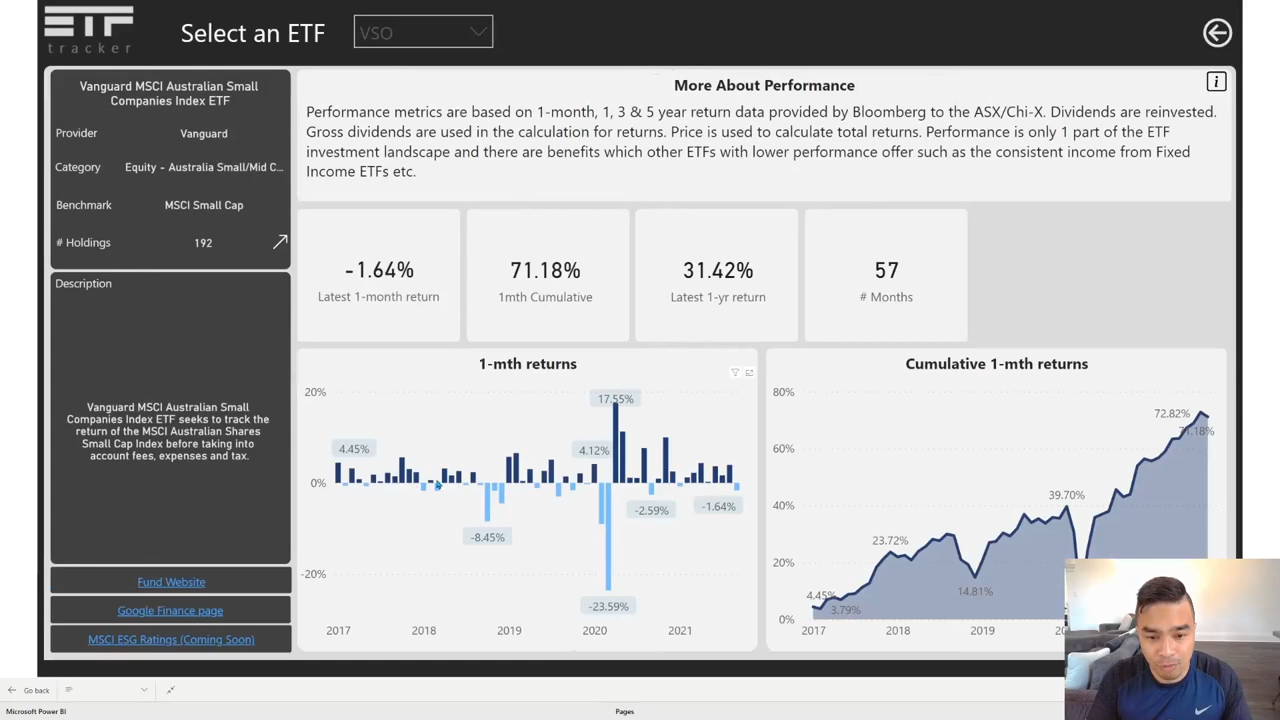 ETF
tracker
Select an ETF
VSO
Vanguard MSCI Australian Small
Companies Index ETF
Provider
Vanguard
Category
Equity - Australia Small/Mid C...
Benchmark
MSCI Small Cap
# Holdings
192
Description
Vanguard MSCI Australian Small
Companies Index ETF seeks to track the
return of the MSCI Australian Shares
Small Cap Index before taking into
account fees, expenses and tax.
Fund Website
Google Finance page
MSCI ESG Ratings (Coming Soon)
More About Performance
i
Performance metrics are based on 1-month, 1, 3 & 5 year return data provided by Bloomberg to the ASX/Chi-X. Dividends are reinvested.
Gross dividends are used in the calculation for returns. Price is used to calculate total returns. Performance is only 1 part of the ETF
investment landscape and there are benefits which other ETFs with lower performance offer such as the consistent income from Fixed
Income ETFs etc.
-1.64%
Latest 1-month return
71.18%
1mth Cumulative
31.42%
Latest 1-yr return
57
# Months
1-mth returns
20%
0%
-20%
4.45%
-8.45%
4.12%
17.55%
-23.59%
-2.59%
-1.64%
2017
2018
2019
2020
2021
Cumulative 1-mth returns
80%
60%
40%
20%
0%
4.45%
3.79%
23.72%
14.81%
39.70%
72.82%
71.18%
2017
2018
2019
Go back
Microsoft Power BI
Pages